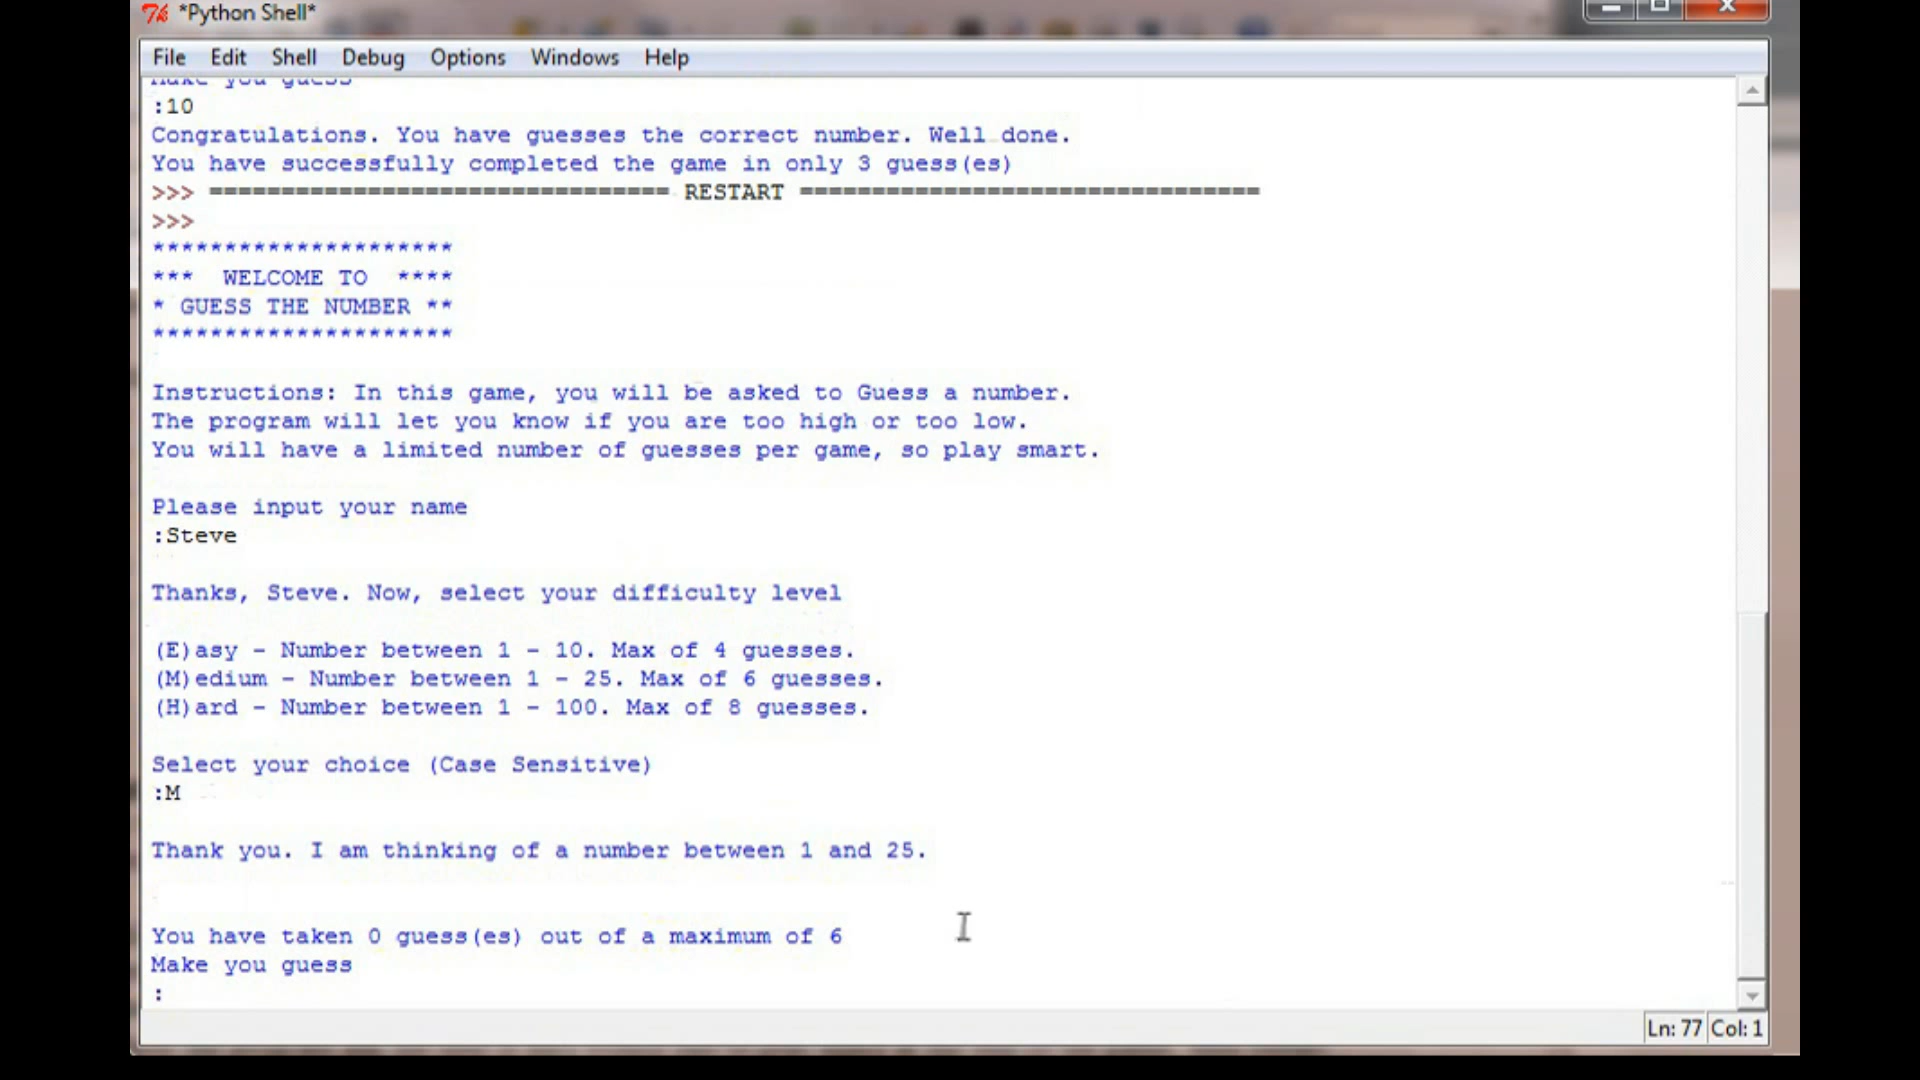 *Python Shell*
File Edit Shell Debug Options Windows Help
Make you guess
:10
Congratulations. You have guesses the correct number. Well done.
You have successfully completed the game in only 3 guess(es)
>>> ================================ RESTART ================================
>>>
*********************
***  WELCOME TO  ****
* GUESS THE NUMBER **
*********************
Instructions: In this game, you will be asked to Guess a number.
The program will let you know if you are too high or too low.
You will have a limited number of guesses per game, so play smart.
Please input your name
:Steve
Thanks, Steve. Now, select your difficulty level
(E)asy - Number between 1 - 10. Max of 4 guesses.
(M)edium - Number between 1 - 25. Max of 6 guesses.
(H)ard - Number between 1 - 100. Max of 8 guesses.
Select your choice (Case Sensitive)
:M
Thank you. I am thinking of a number between 1 and 25.
You have taken 0 guess(es) out of a maximum of 6
Make you guess
:
Ln: 77 Col: 1